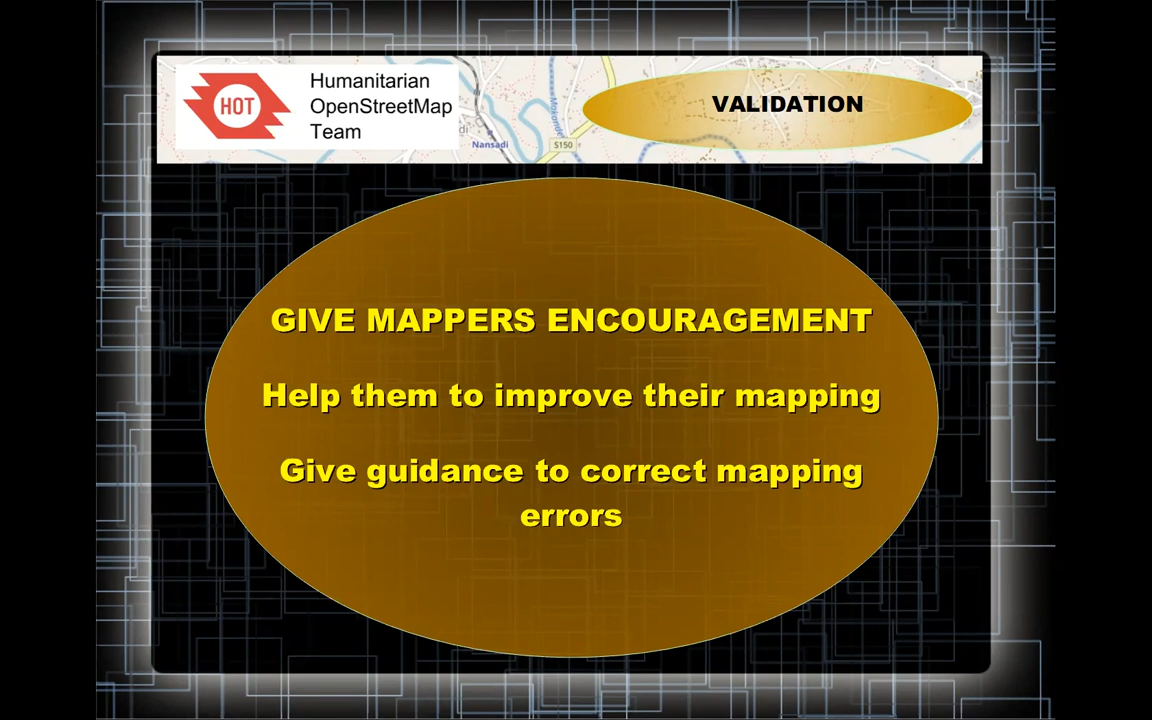 Humanitarian
OpenStreetMap
Team
HOT
VALIDATION
Nansadi
S150
GIVE MAPPERS ENCOURAGEMENT
Help them to improve their mapping
Give guidance to correct mapping
errors